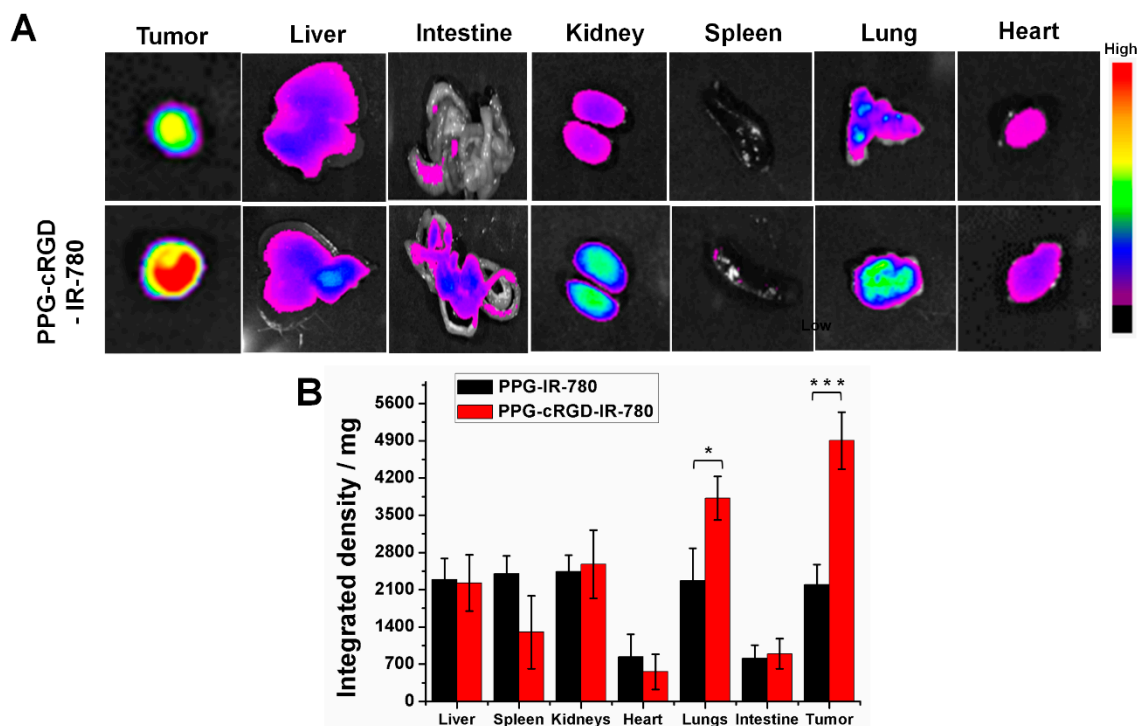 A
Tumor Liver Intestine Kidney Spleen Lung Heart
High
PPG-cRGD
- IR-780
Low
B
PPG-IR-780
PPG-cRGD-IR-780
* * *
*
Integrated density / mg
5600
4900
4200
3500
2800
2100
1400
700
0
Liver Spleen Kidneys Heart Lungs Intestine Tumor